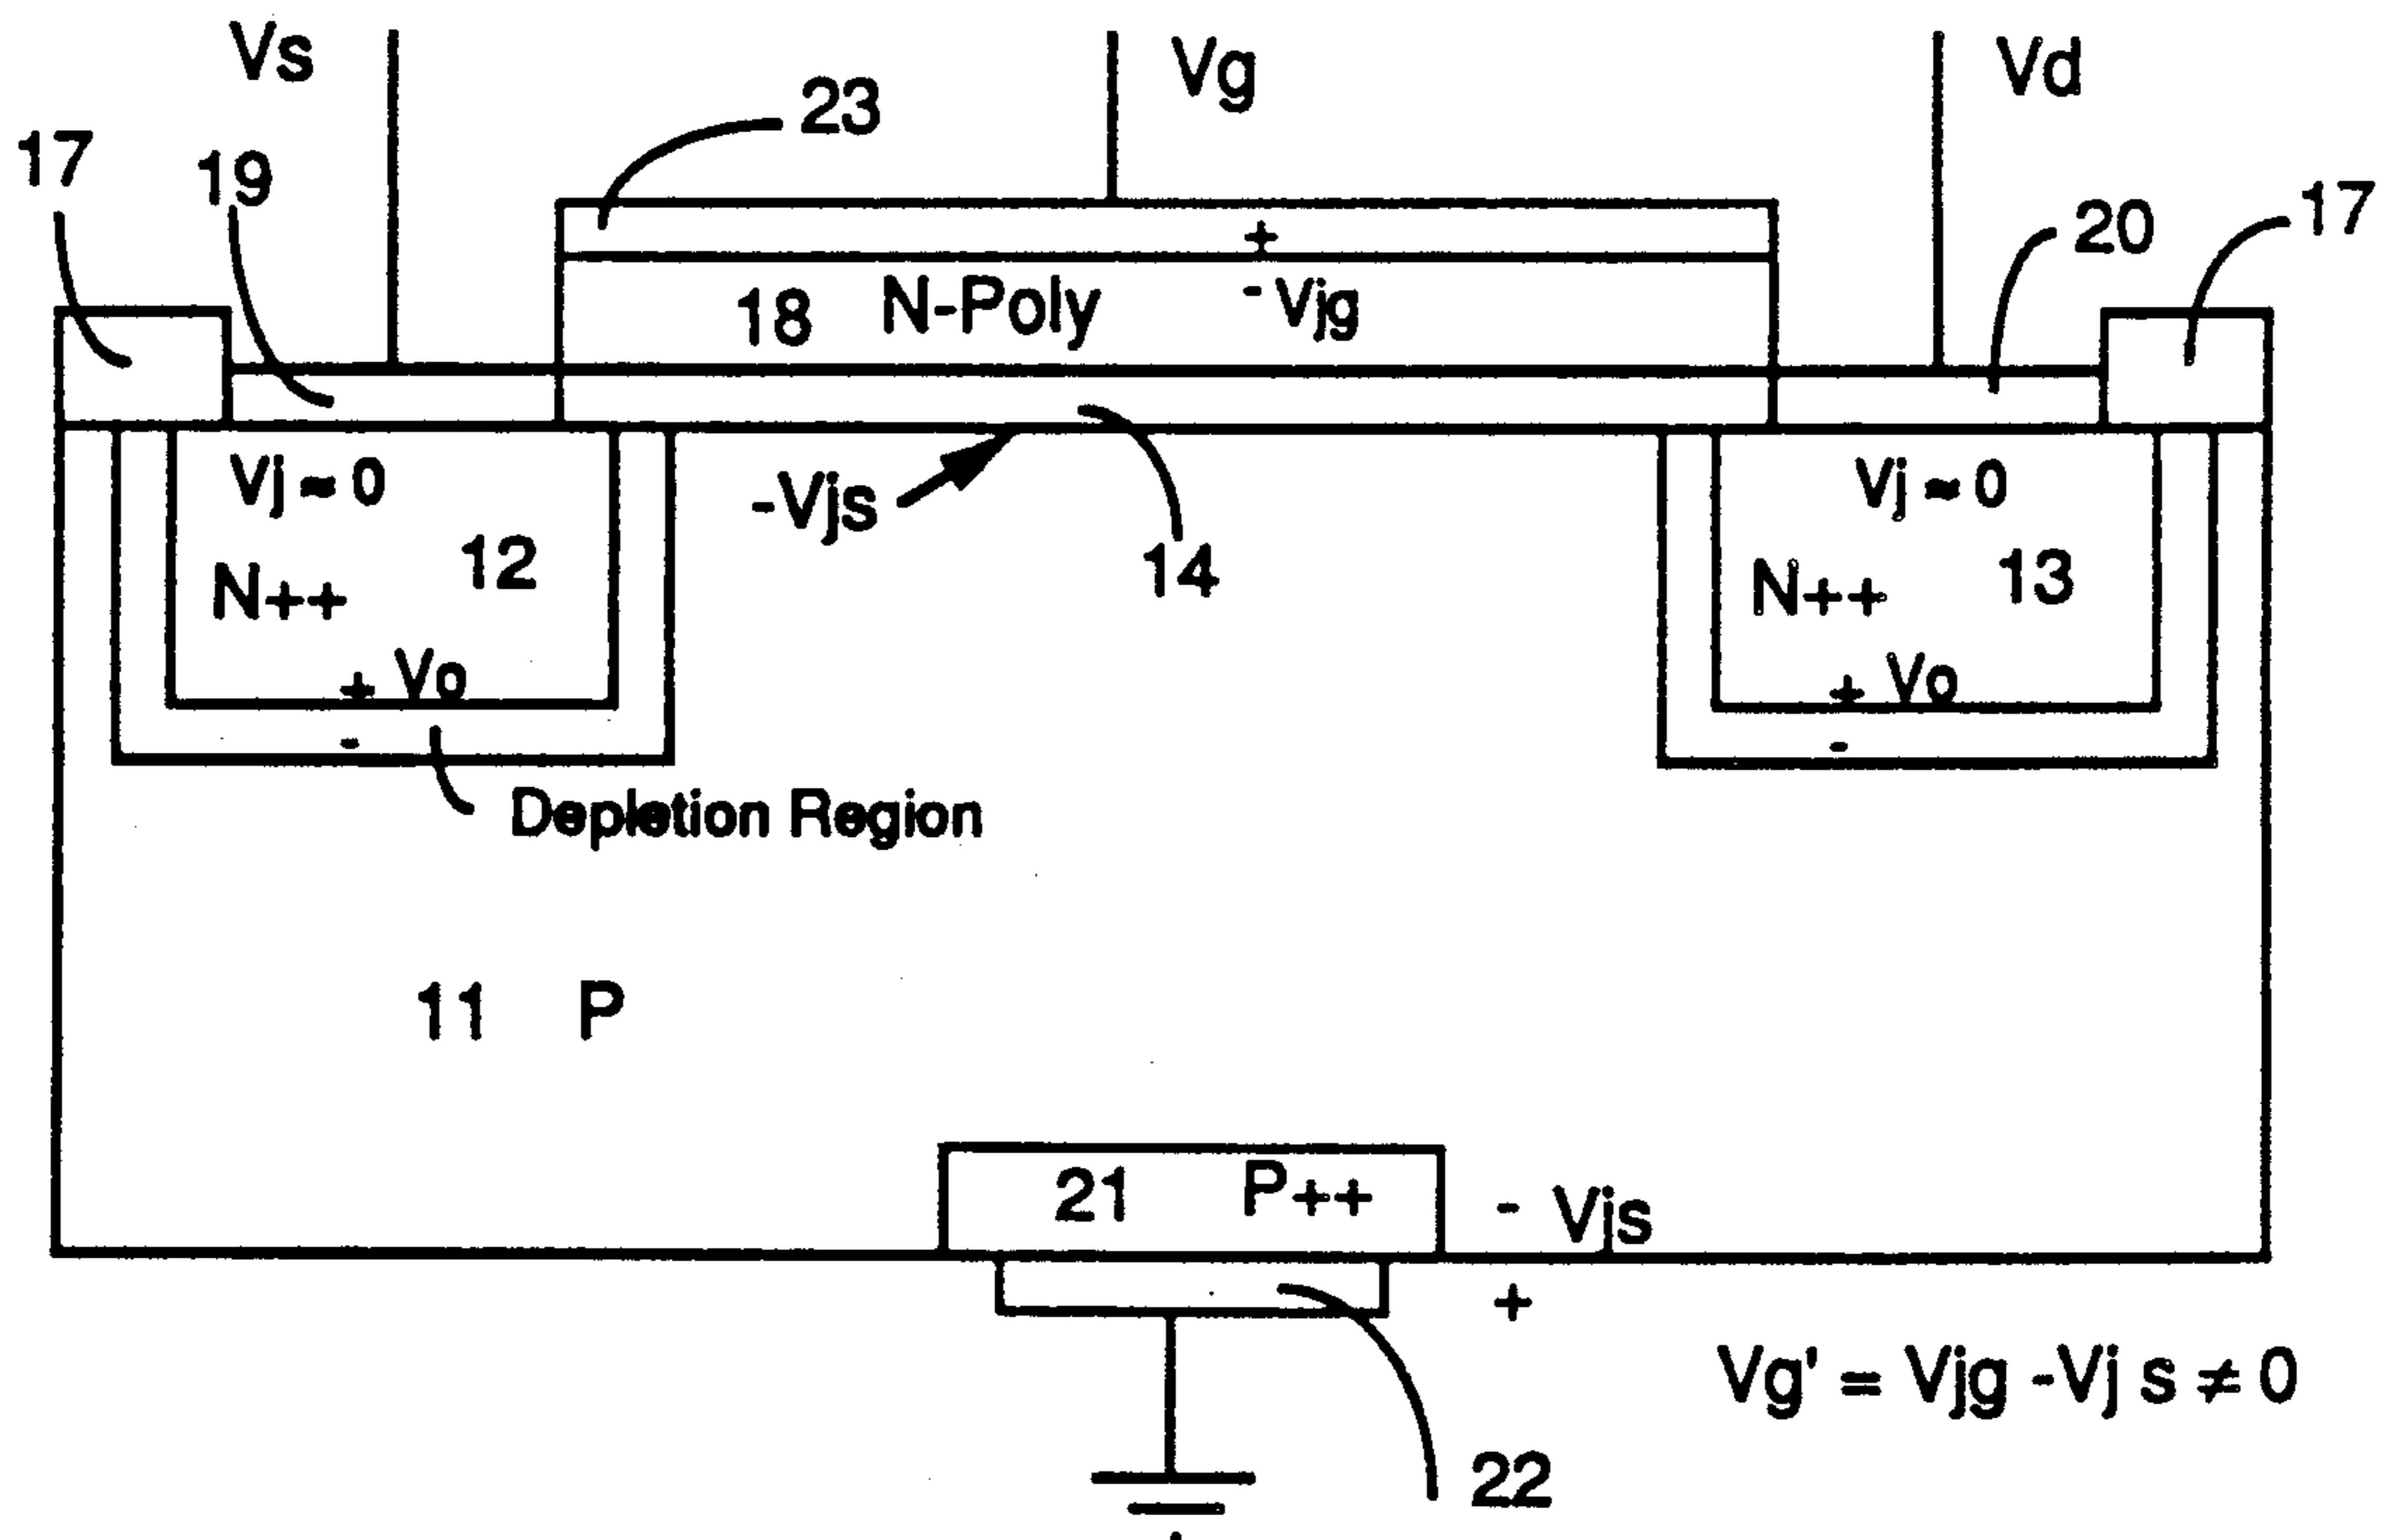 Vs
Vg
Vd
23
17
19
20
17
+
18 N-Poly - Vjg
Vj ≈ 0
-Vjs
Vj ≈ 0
12
14
N++
N++ 13
+ Vo
+ Vo
-
-
Depletion Region
11 P
21 P++
- Vjs
+
Vg' = Vjg -Vj s ≠ 0
22